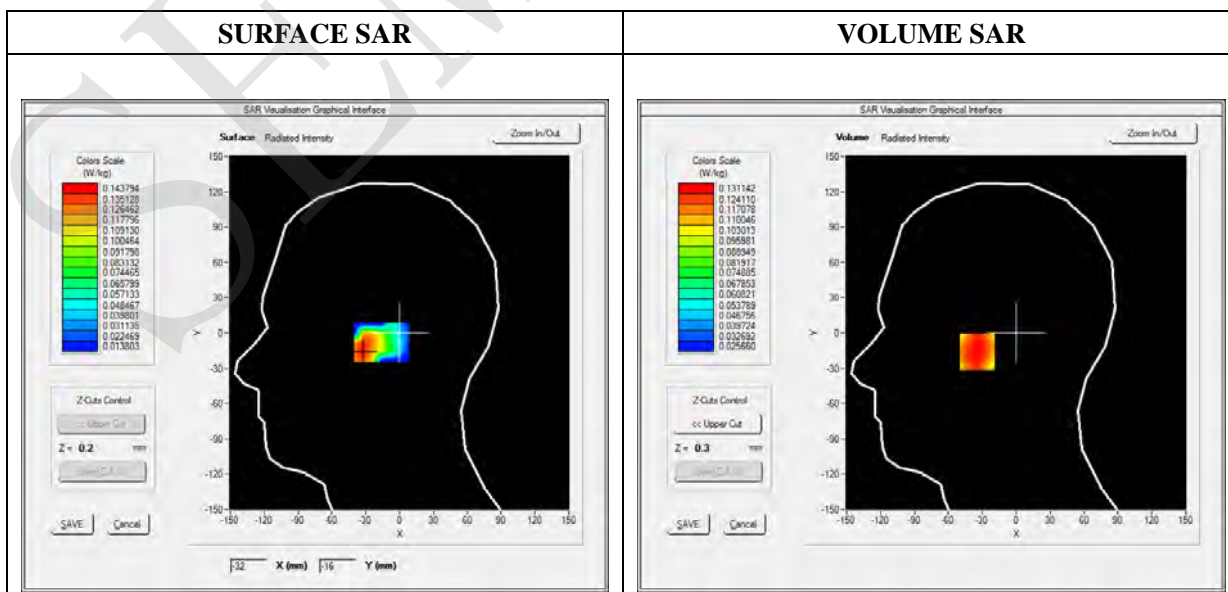 SURFACE SAR
VOLUME SAR
SAR Visualisation Graphical Interface
Surface Radiated Intensity
Zoom In/Out
Colors Scale
(W/kg)
0.143794
0.135128
0.126462
0.117796
0.109130
0.100464
0.091798
0.083132
0.074465
0.065799
0.057133
0.048467
0.039801
0.031135
0.022469
0.013803
150
120
90
60
30
0
-30
-60
-90
-120
-150
Y
-150 -120 -90 -60 -30 0 30 60 90 120 150
X
Z-Cuts Control
<< Upper Cut
Z = 0.2 mm
SAVE Cancel
-32 X (mm) -16 Y (mm)
SAR Visualisation Graphical Interface
Volume Radiated Intensity
Zoom In/Out
Colors Scale
(W/kg)
0.131142
0.124110
0.117078
0.110046
0.103013
0.095981
0.088949
0.081917
0.074885
0.067853
0.060821
0.053789
0.046756
0.039724
0.032692
0.025660
150
120
90
60
30
0
-30
-60
-90
-120
-150
Y
-150 -120 -90 -60 -30 0 30 60 90 120 150
X
Z-Cuts Control
<< Upper Cut
Z = 0.3 mm
SAVE Cancel